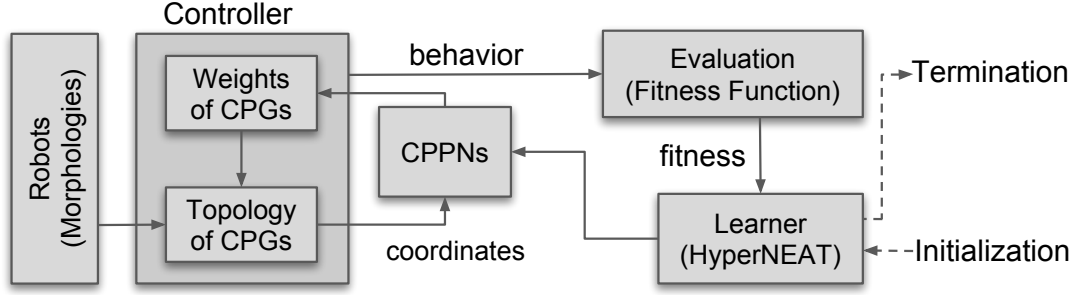 Controller
Robots
(Morphologies)
Weights
of CPGs
Topology
of CPGs
behavior
CPPNs
coordinates
Evaluation
(Fitness Function)
fitness
Learner
(HyperNEAT)
Termination
Initialization